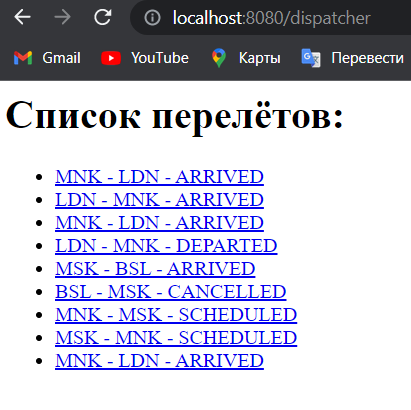 localhost:8080/dispatcher
Gmail YouTube Карты Перевести
Список перелётов:
MNK - LDN - ARRIVED
LDN - MNK - ARRIVED
MNK - LDN - ARRIVED
LDN - MNK - DEPARTED
MSK - BSL - ARRIVED
BSL - MSK - CANCELLED
MNK - MSK - SCHEDULED
MSK - MNK - SCHEDULED
MNK - LDN - ARRIVED